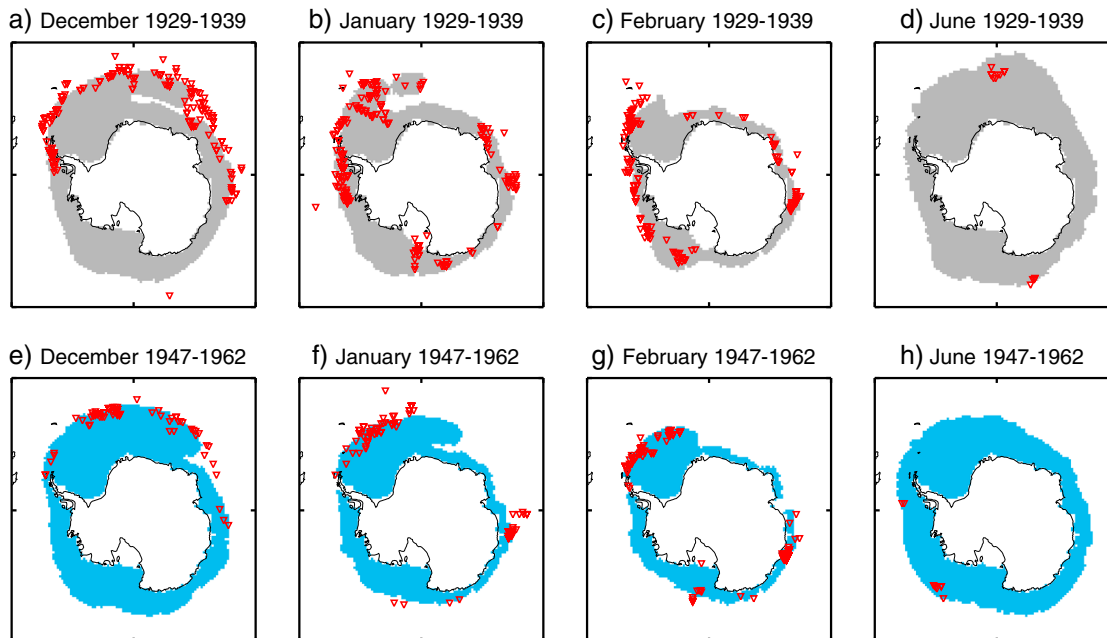 a) December 1929-1939
b) January 1929-1939
c) February 1929-1939
d) June 1929-1939
e) December 1947-1962
f) January 1947-1962
g) February 1947-1962
h) June 1947-1962